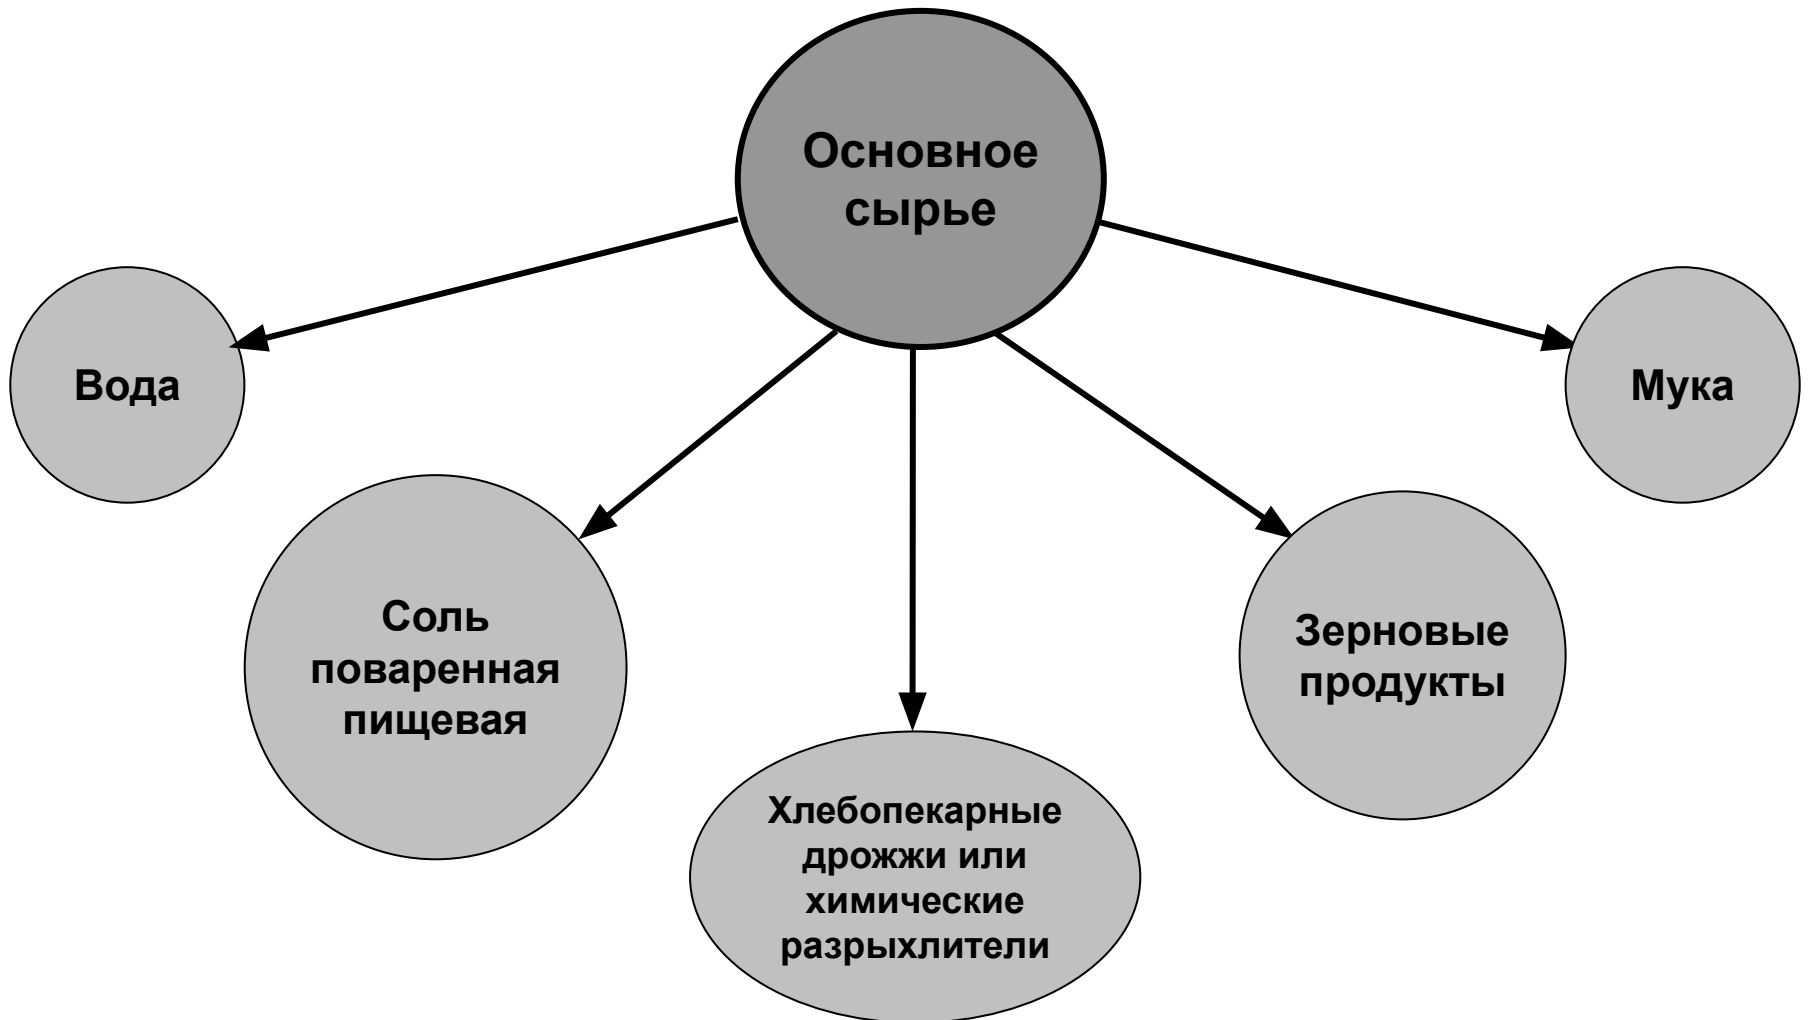 Основное
сырье
Вода
Мука
Соль
поваренная
пищевая
Зерновые
продукты
Хлебопекарные
дрожжи или
химические
разрыхлители